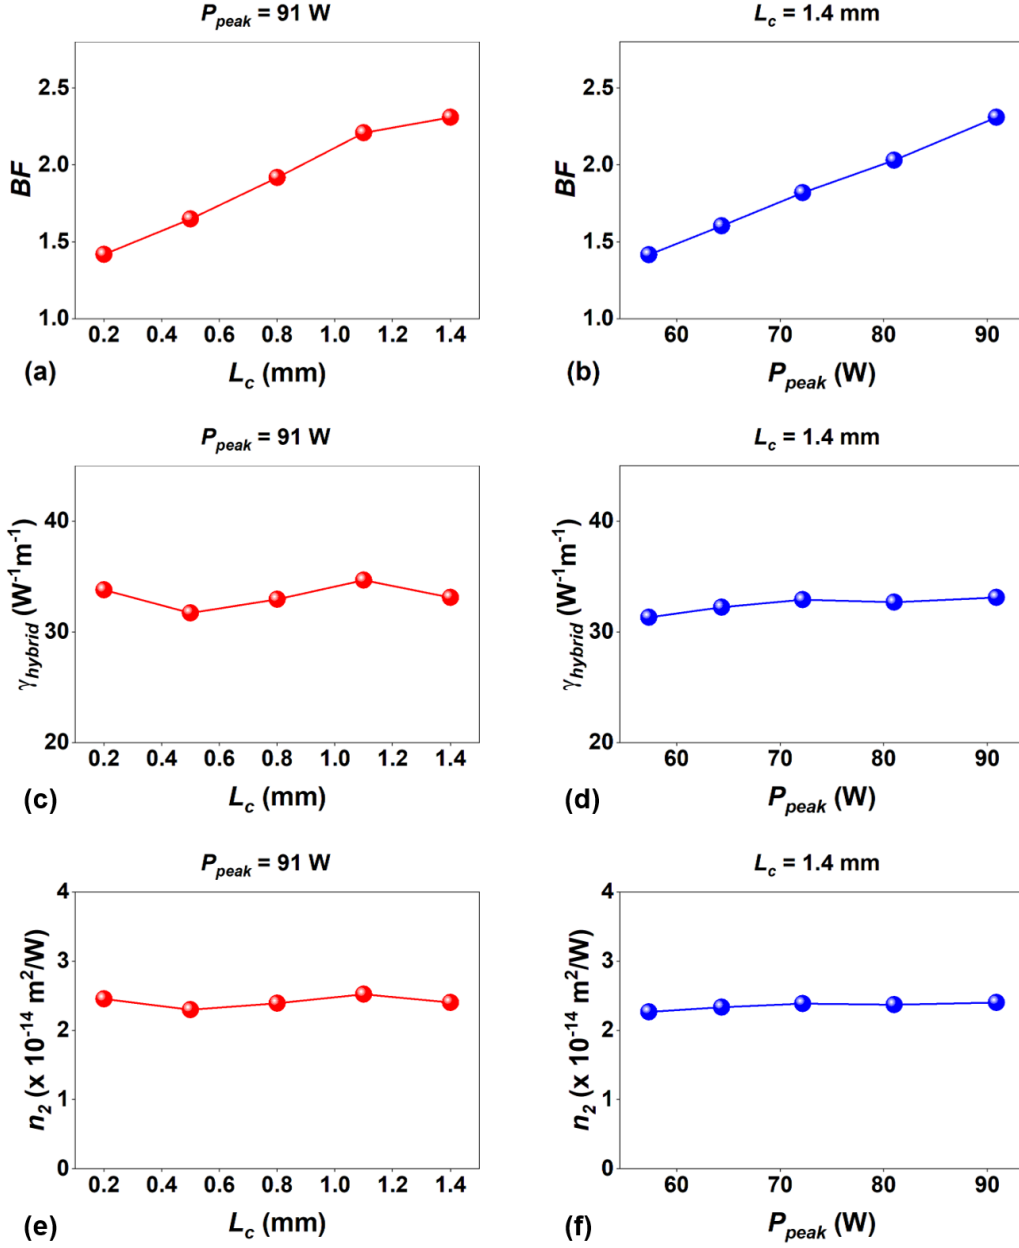 P_peak = 91 W
BF
2.5
2.0
1.5
1.0
0.2 0.4 0.6 0.8 1.0 1.2 1.4
(a)
L_c (mm)
L_c = 1.4 mm
BF
2.5
2.0
1.5
1.0
60 70 80 90
(b)
P_peak (W)
P_peak = 91 W
γ_hybrid (W⁻¹m⁻¹)
40
30
20
0.2 0.4 0.6 0.8 1.0 1.2 1.4
(c)
L_c (mm)
L_c = 1.4 mm
γ_hybrid (W⁻¹m⁻¹)
40
30
20
60 70 80 90
(d)
P_peak (W)
P_peak = 91 W
n₂ (x 10⁻¹⁴ m²/W)
4
3
2
1
0
0.2 0.4 0.6 0.8 1.0 1.2 1.4
(e)
L_c (mm)
L_c = 1.4 mm
n₂ (x 10⁻¹⁴ m²/W)
4
3
2
1
0
60 70 80 90
(f)
P_peak (W)